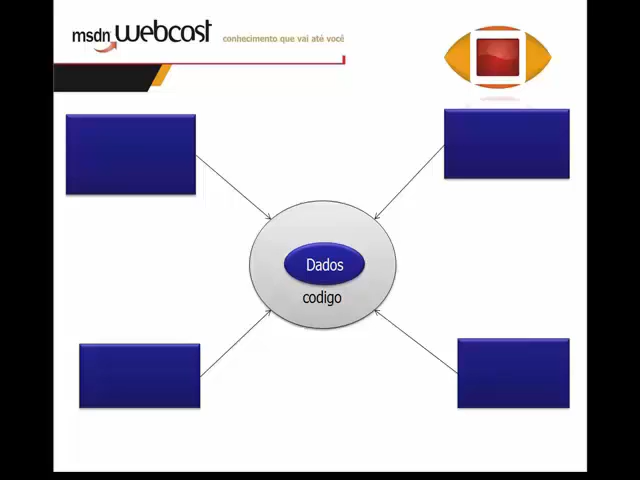 msdn webcast
conhecimento que vai até você
Dados
codigo